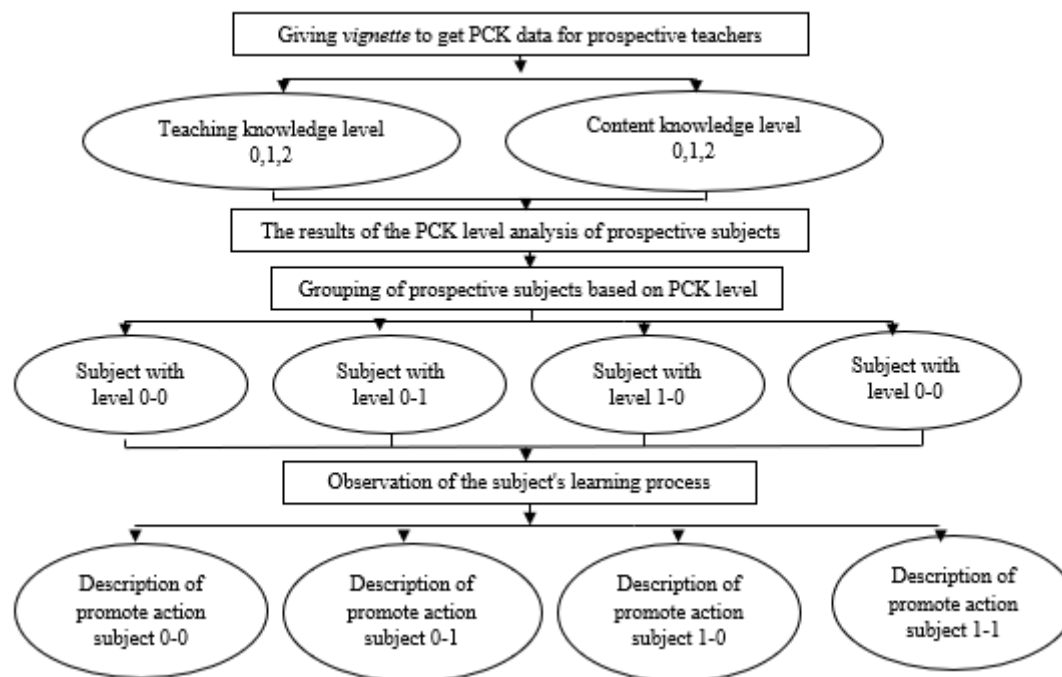 Giving vignette to get PCK data for prospective teachers
Teaching knowledge level
0,1,2
Content knowledge level
0,1,2
The results of the PCK level analysis of prospective subjects
Grouping of prospective subjects based on PCK level
Subject with
level 0-0
Subject with
level 0-1
Subject with
level 1-0
Subject with
level 0-0
Observation of the subject's learning process
Description of
promote action
subject 0-0
Description of
promote action
subject 0-1
Description of
promote action
subject 1-0
Description of
promote action
subject 1-1